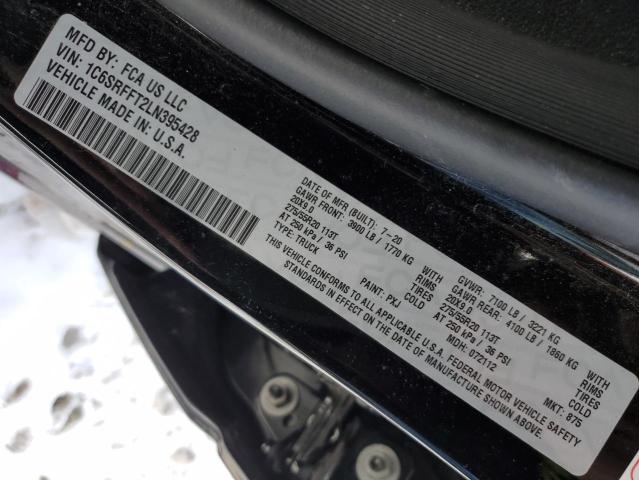 MFD BY: FCA US LLC
VIN: 1C6SRFFT2LN395428
VEHICLE MADE IN: U.S.A.
DATE OF MFR (BUILT): 7-20 GVWR: 7100 LB / 3221 KG
GAWR FRONT: 3900 LB / 1770 KG WITH GAWR REAR: 4100 LB / 1860 KG WITH
20X9.0 RIMS 20X9.0 RIMS
275/55R20 113T TIRES 275/55R20 113T TIRES
AT 250 kPa / 36 PSI COLD AT 250 kPa / 36 PSI COLD
TYPE: TRUCK PAINT: PXJ MDH: 072112 MKT: 875
THIS VEHICLE CONFORMS TO ALL APPLICABLE U.S.A. FEDERAL MOTOR VEHICLE SAFETY
STANDARDS IN EFFECT ON THE DATE OF MANUFACTURE SHOWN ABOVE.